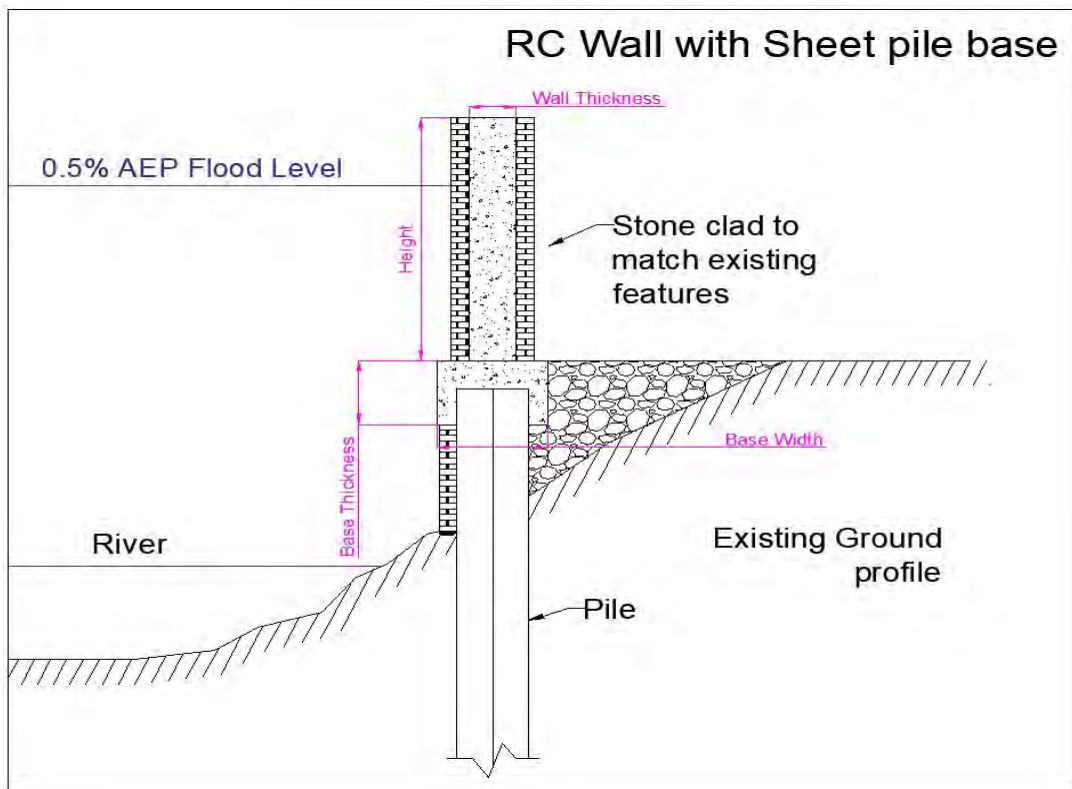 RC Wall with Sheet pile base
Wall Thickness
0.5% AEP Flood Level
Height
Stone clad to
match existing
features
Base Width
Base Thickness
River
Existing Ground
profile
Pile